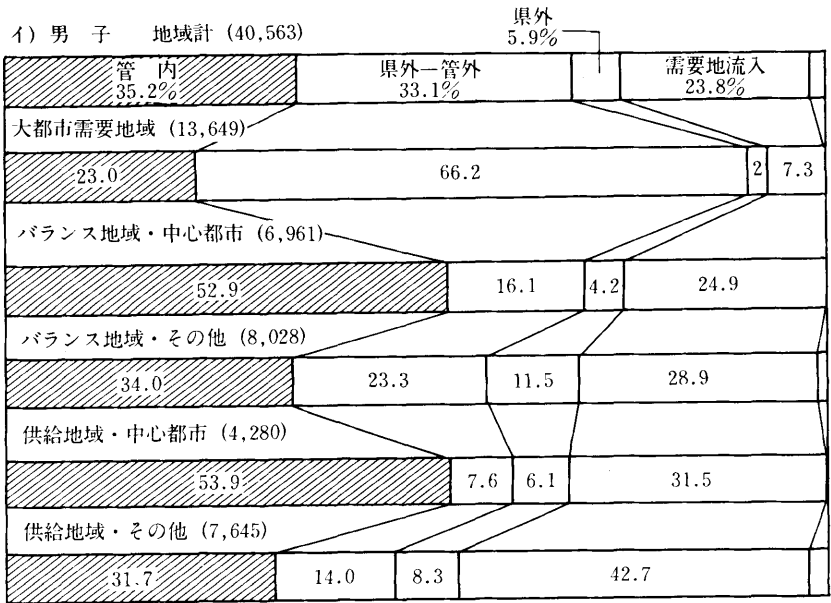 イ) 男 子 地域計 (40,563)
県外
5.9%
管 内
35.2%
県外―管外
33.1%
需要地流入
23.8%
大都市需要地域 (13,649)
23.0 66.2 2 7.3
バランス地域・中心都市 (6,961)
52.9 16.1 4.2 24.9
バランス地域・その他 (8,028)
34.0 23.3 11.5 28.9
供給地域・中心都市 (4,280)
53.9 7.6 6.1 31.5
供給地域・その他 (7,645)
31.7 14.0 8.3 42.7